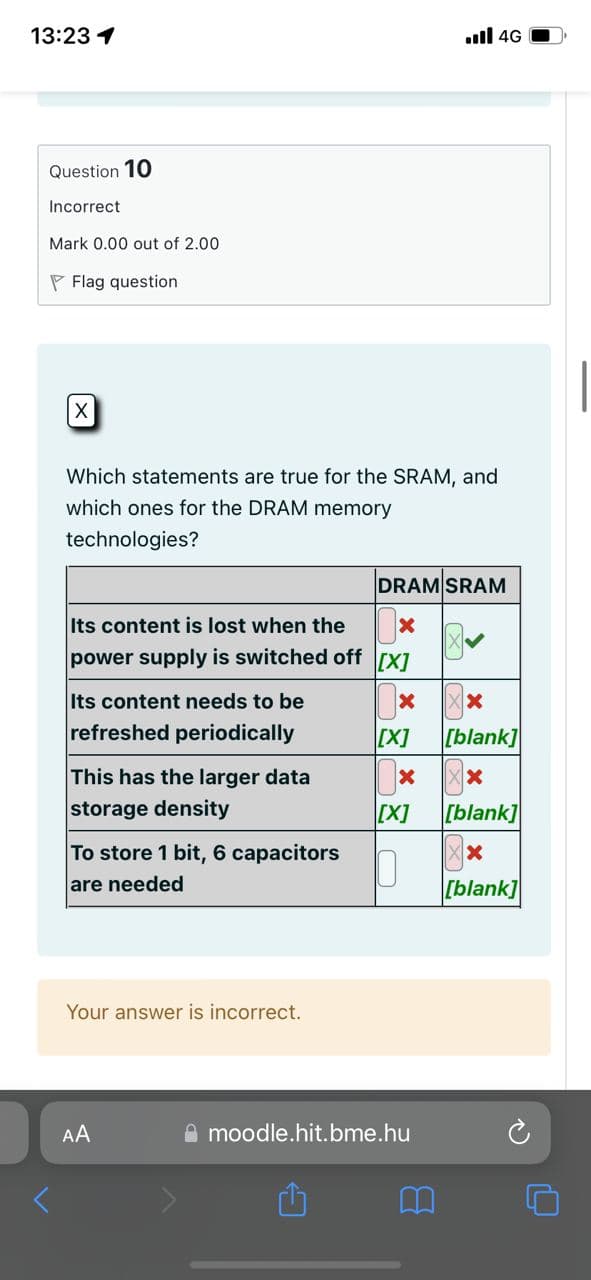 13:23
4G
Question 10
Incorrect
Mark 0.00 out of 2.00
Flag question
X
Which statements are true for the SRAM, and
which ones for the DRAM memory
technologies?
DRAM SRAM
Its content is lost when the
power supply is switched off [X] X
Its content needs to be X
refreshed periodically [X] [blank]
This has the larger data X
storage density [X] [blank]
To store 1 bit, 6 capacitors X
are needed [blank]
Your answer is incorrect.
AA moodle.hit.bme.hu